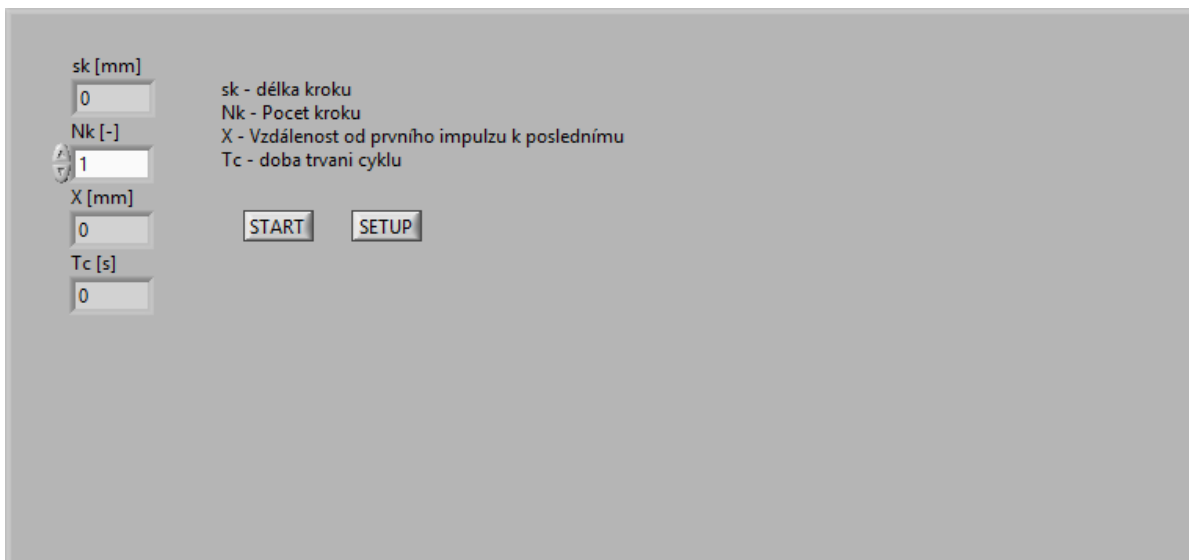 sk [mm]
0
Nk [-]
1
X [mm]
0
Tc [s]
0
sk - délka kroku
Nk - Pocet kroku
X - Vzdálenost od prvního impulzu k poslednímu
Tc - doba trvani cyklu
START
SETUP